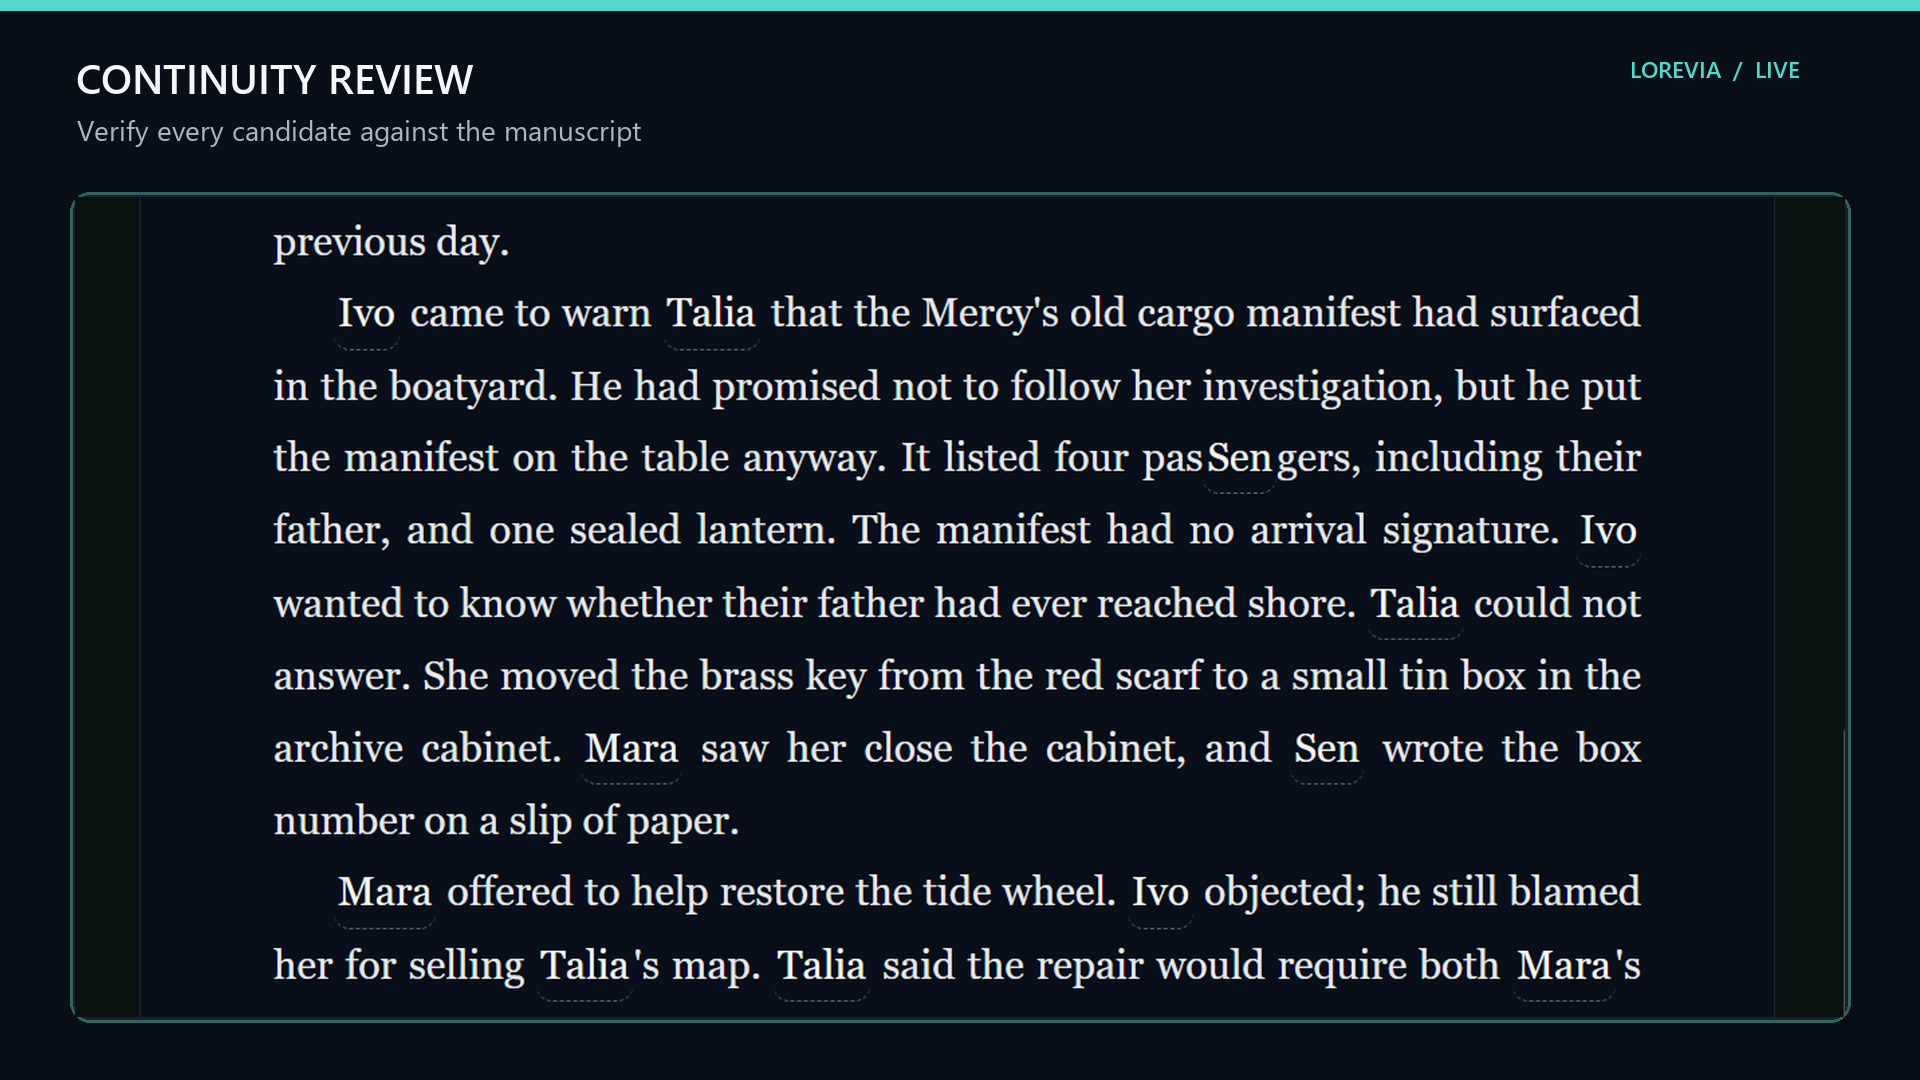 CONTINUITY REVIEW
LOREVIA / LIVE
Verify every candidate against the manuscript
previous day.
Ivo came to warn Talia that the Mercy's old cargo manifest had surfaced
in the boatyard. He had promised not to follow her investigation, but he put
the manifest on the table anyway. It listed four pasSengers, including their
father, and one sealed lantern. The manifest had no arrival signature. Ivo
wanted to know whether their father had ever reached shore. Talia could not
answer. She moved the brass key from the red scarf to a small tin box in the
archive cabinet. Mara saw her close the cabinet, and Sen wrote the box
number on a slip of paper.
Mara offered to help restore the tide wheel. Ivo objected; he still blamed
her for selling Talia's map. Talia said the repair would require both Mara's